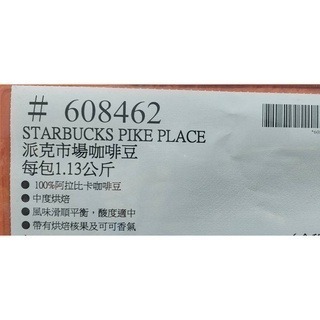 # 608462
STARBUCKS PIKE PLACE
派克市場咖啡豆
每包1.13公斤
● 100%阿拉比卡咖啡豆
●中度烘焙
●風味滑順平衡，酸度適中
●帶有烘焙核果及可可香氣